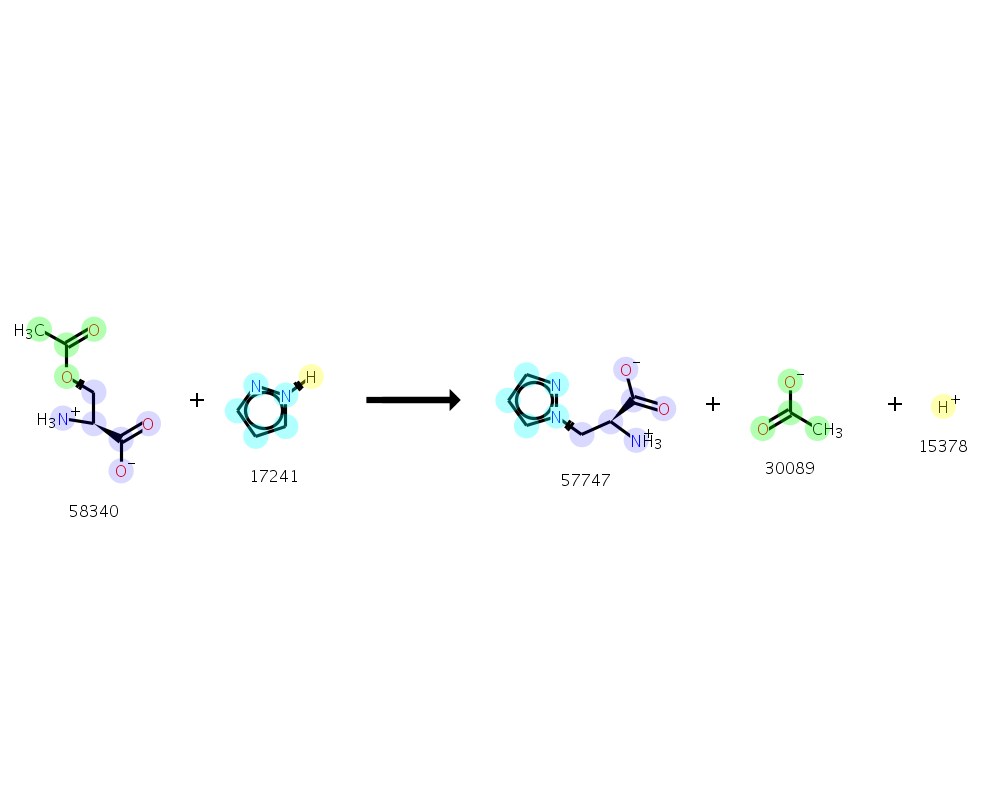 H3C O
O
H3N+ O
O−
58340
+
N N H
17241
N N
O−
O
NH3+
57747
+
O−
O CH3
30089
+
H+
15378